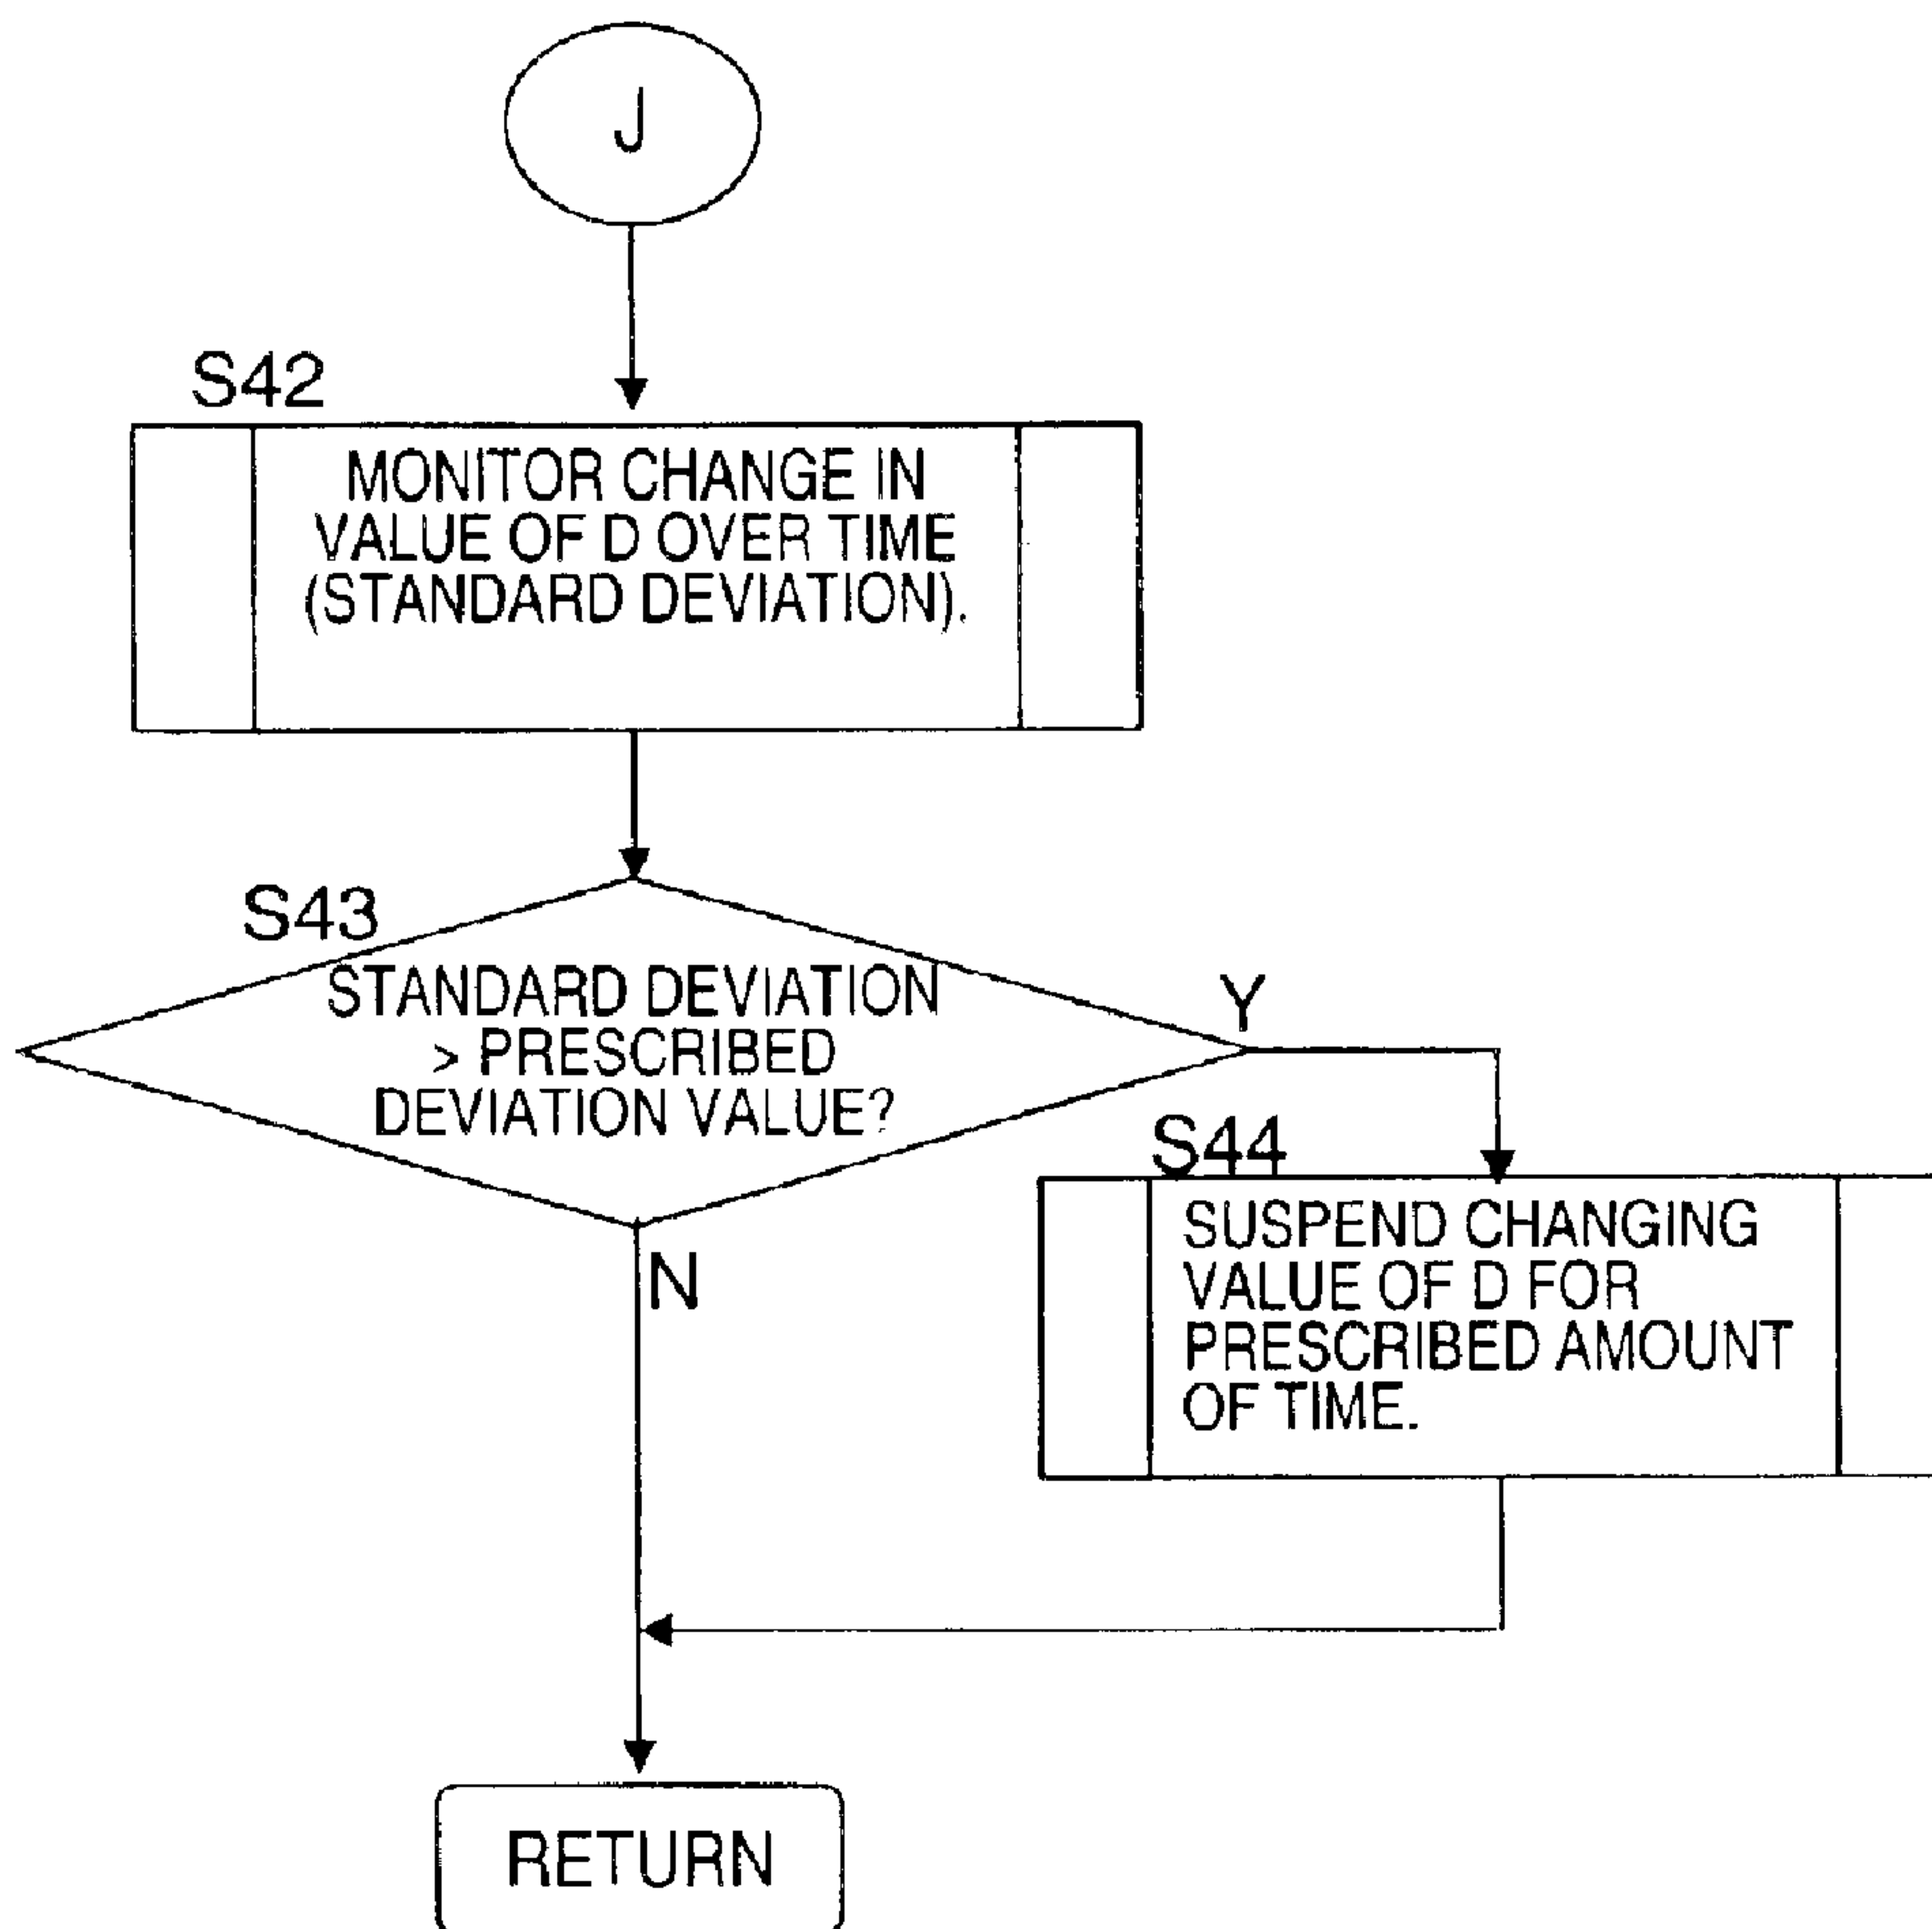 J
S42
MONITOR CHANGE IN
VALUE OF D OVER TIME
(STANDARD DEVIATION).
S43
STANDARD DEVIATION
> PRESCRIBED
DEVIATION VALUE?
Y
N
S44
SUSPEND CHANGING
VALUE OF D FOR
PRESCRIBED AMOUNT
OF TIME.
RETURN